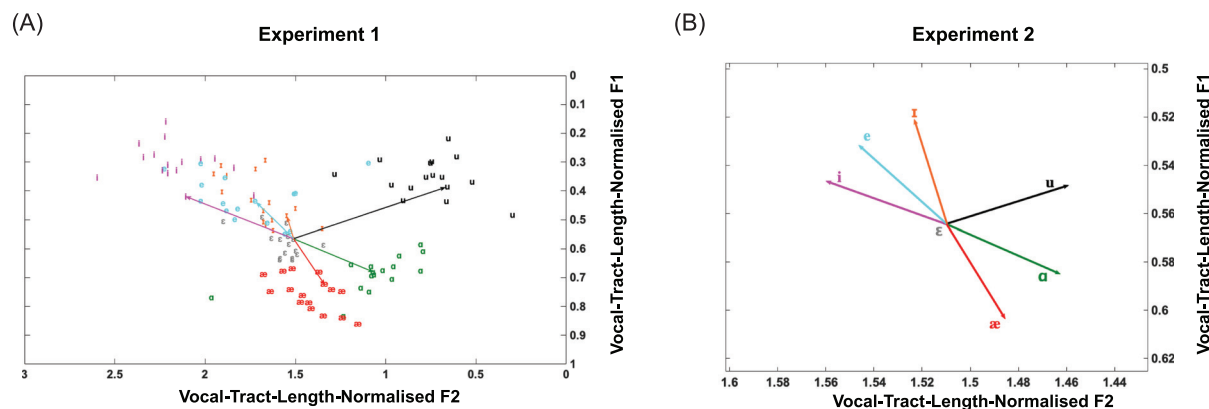 (A)
Experiment 1
0
0.1
0.2
0.3
0.4
0.5
0.6
0.7
0.8
0.9
1
3
2.5
2
1.5
1
0.5
0
Vocal-Tract-Length-Normalised F2
Vocal-Tract-Length-Normalised F1
(B)
Experiment 2
ɪ
e
i
ɛ
u
ɑ
æ
0.5
0.52
0.54
0.56
0.58
0.6
0.62
1.6
1.58
1.56
1.54
1.52
1.5
1.48
1.46
1.44
Vocal-Tract-Length-Normalised F2
Vocal-Tract-Length-Normalised F1